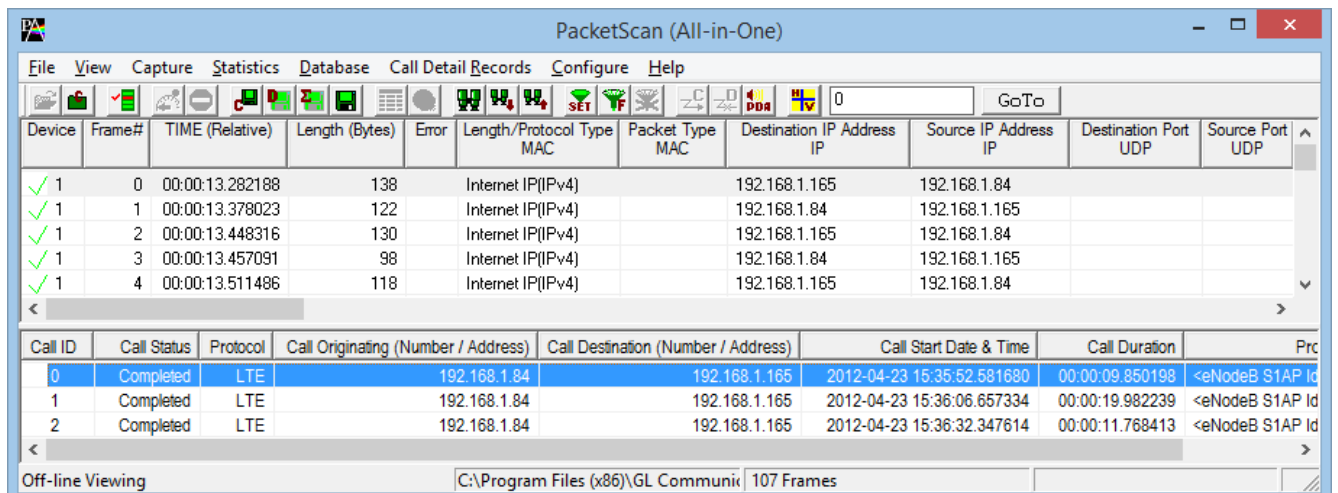 PacketScan (All-in-One)
File View Capture Statistics Database Call Detail Records Configure Help
SET F PDA H V 0 GoTo
Device Frame# TIME (Relative) Length (Bytes) Error Length/Protocol Type MAC Packet Type MAC Destination IP Address IP Source IP Address IP Destination Port UDP Source Port UDP
1 0 00:00:13.282188 138 Internet IP(IPv4) 192.168.1.165 192.168.1.84
1 1 00:00:13.378023 122 Internet IP(IPv4) 192.168.1.84 192.168.1.165
1 2 00:00:13.448316 130 Internet IP(IPv4) 192.168.1.165 192.168.1.84
1 3 00:00:13.457091 98 Internet IP(IPv4) 192.168.1.84 192.168.1.165
1 4 00:00:13.511486 118 Internet IP(IPv4) 192.168.1.165 192.168.1.84
Call ID Call Status Protocol Call Originating (Number / Address) Call Destination (Number / Address) Call Start Date & Time Call Duration Prc
0 Completed LTE 192.168.1.84 192.168.1.165 2012-04-23 15:35:52.581680 00:00:09.850198 <eNodeB S1AP Id
1 Completed LTE 192.168.1.84 192.168.1.165 2012-04-23 15:36:06.657334 00:00:19.982239 <eNodeB S1AP Id
2 Completed LTE 192.168.1.84 192.168.1.165 2012-04-23 15:36:32.347614 00:00:11.768413 <eNodeB S1AP Id
Off-line Viewing C:\Program Files (x86)\GL Communic 107 Frames